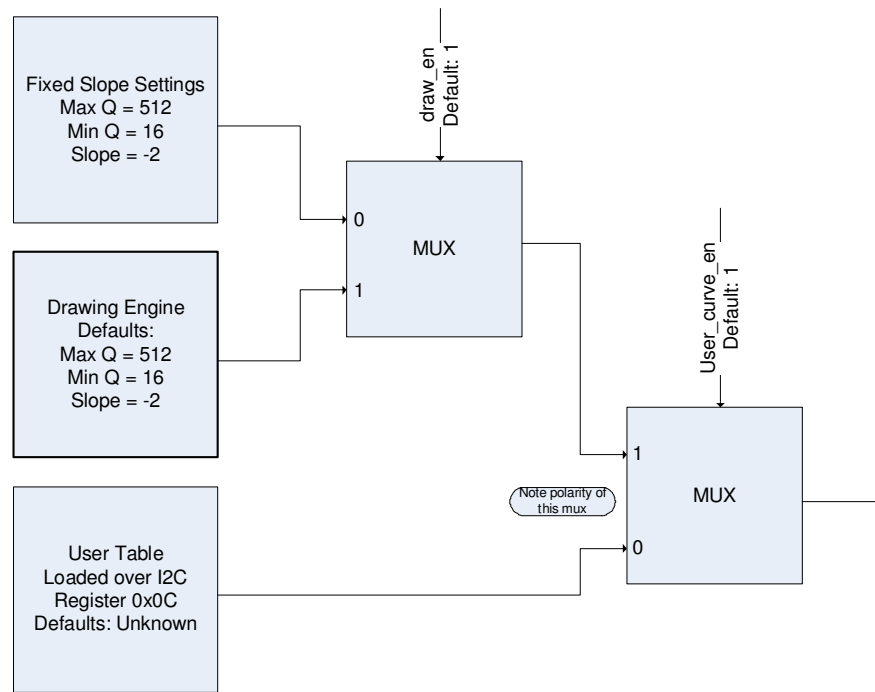 Fixed Slope Settings
Max Q = 512
Min Q = 16
Slope = -2
draw_en
Default: 1
0
MUX
1
Drawing Engine
Defaults:
Max Q = 512
Min Q = 16
Slope = -2
User_curve_en
Default: 1
1
MUX
0
Note polarity of
this mux
User Table
Loaded over I2C
Register 0x0C
Defaults: Unknown